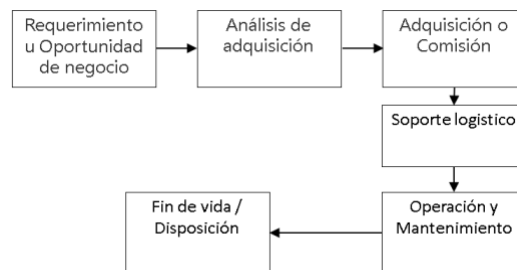 Requerimiento
u Oportunidad
de negocio
Análisis de
adquisición
Adquisición o
Comisión
Soporte logistico
Operación y
Mantenimiento
Fin de vida /
Disposición